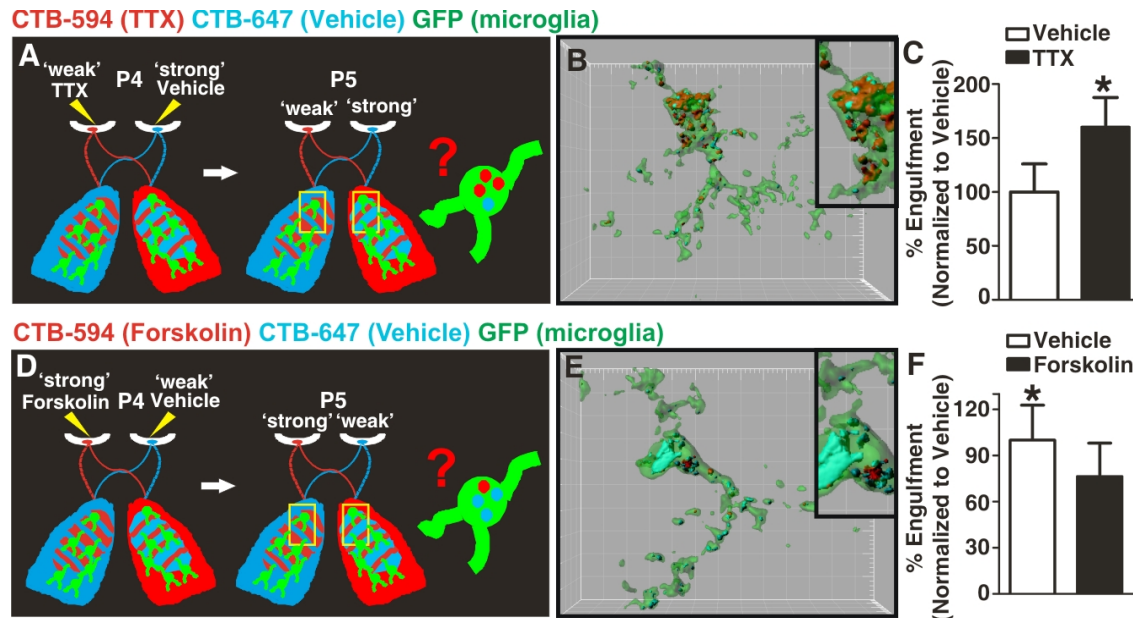 CTB-594 (TTX) CTB-647 (Vehicle) GFP (microglia)
A
'weak' P4 'strong'
TTX Vehicle
P5
'weak' 'strong'
?
B
C
Vehicle
TTX
% Engulfment
(Normalized to Vehicle)
200
150
100
50
0
*
CTB-594 (Forskolin) CTB-647 (Vehicle) GFP (microglia)
D
'strong' 'weak'
Forskolin P4 Vehicle
P5
'strong' 'weak'
?
E
F
Vehicle
Forskolin
% Engulfment
(Normalized to Vehicle)
120
90
60
30
0
*